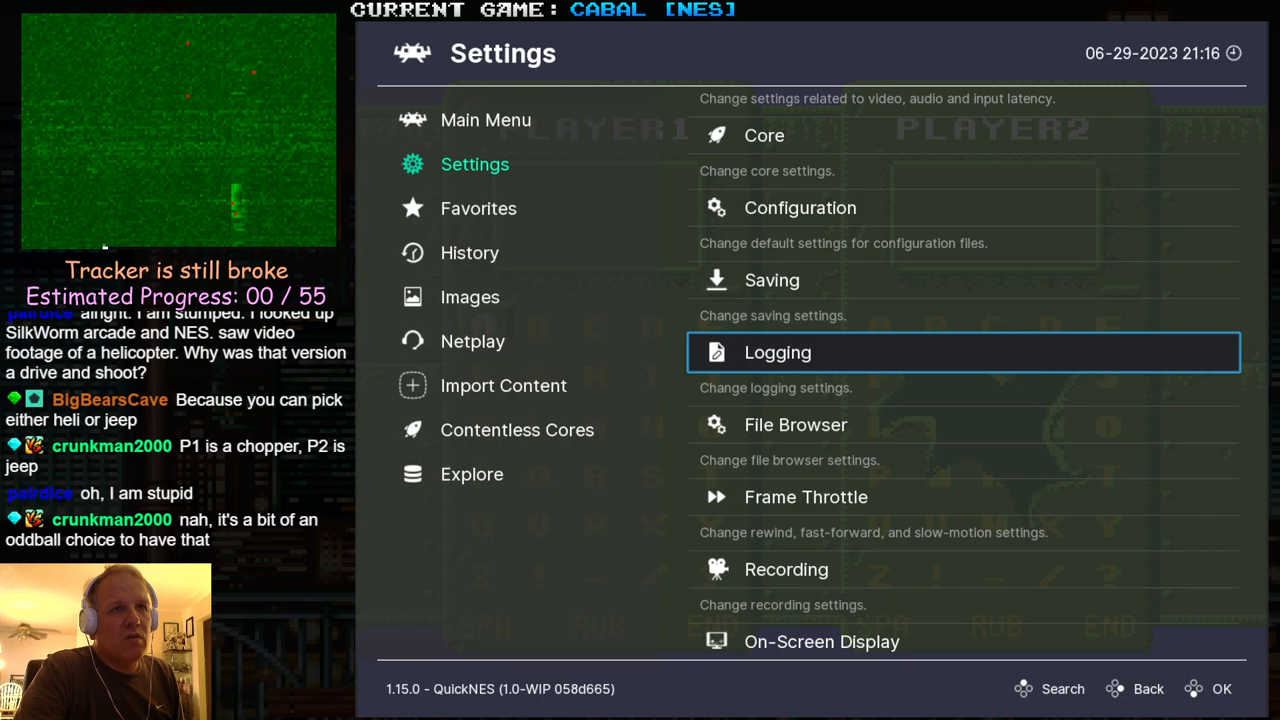 CURRENT GAME: CABAL [NES]
Settings
06-29-2023 21:16
Main Menu
Settings
Favorites
History
Images
Netplay
Import Content
Contentless Cores
Explore
Change settings related to video, audio and input latency.
Core
Change core settings.
Configuration
Change default settings for configuration files.
Saving
Change saving settings.
Logging
Change logging settings.
File Browser
Change file browser settings.
Frame Throttle
Change rewind, fast-forward, and slow-motion settings.
Recording
Change recording settings.
On-Screen Display
1.15.0 - QuickNES (1.0-WIP 058d665)
Search
Back
OK
PLAYER1
PLAYER2
Tracker is still broke
Estimated Progress: 00 / 55
pairdice alright. I am stumped. I looked up
SilkWorm arcade and NES. saw video
footage of a helicopter. Why was that version
a drive and shoot?
BigBearsCave Because you can pick
either heli or jeep
crunkman2000 P1 is a chopper, P2 is
jeep
pairdice oh, I am stupid
crunkman2000 nah, it's a bit of an
oddball choice to have that